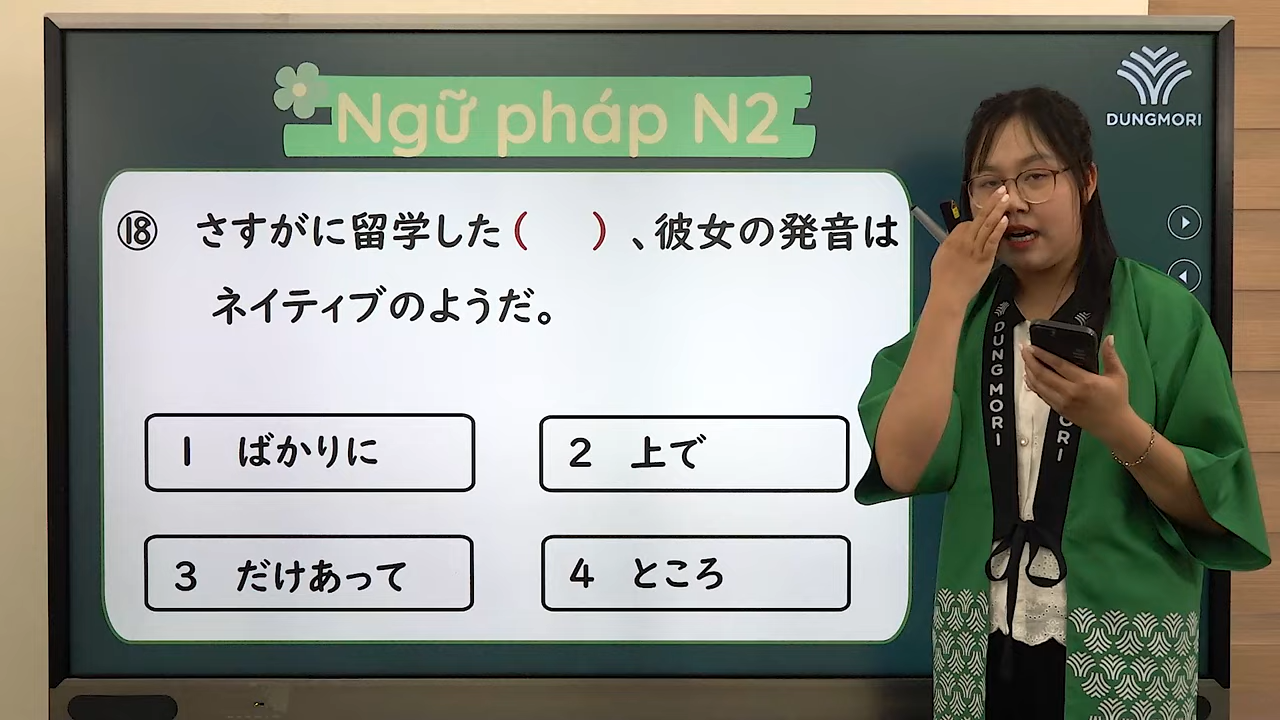 Ngữ pháp N2
DUNGMORI
⑱ さすがに留学した( )、彼女の発音は
ネイティブのようだ。
1 ばかりに
2 上で
3 だけあって
4 ところ
DUNG MORI
ORI